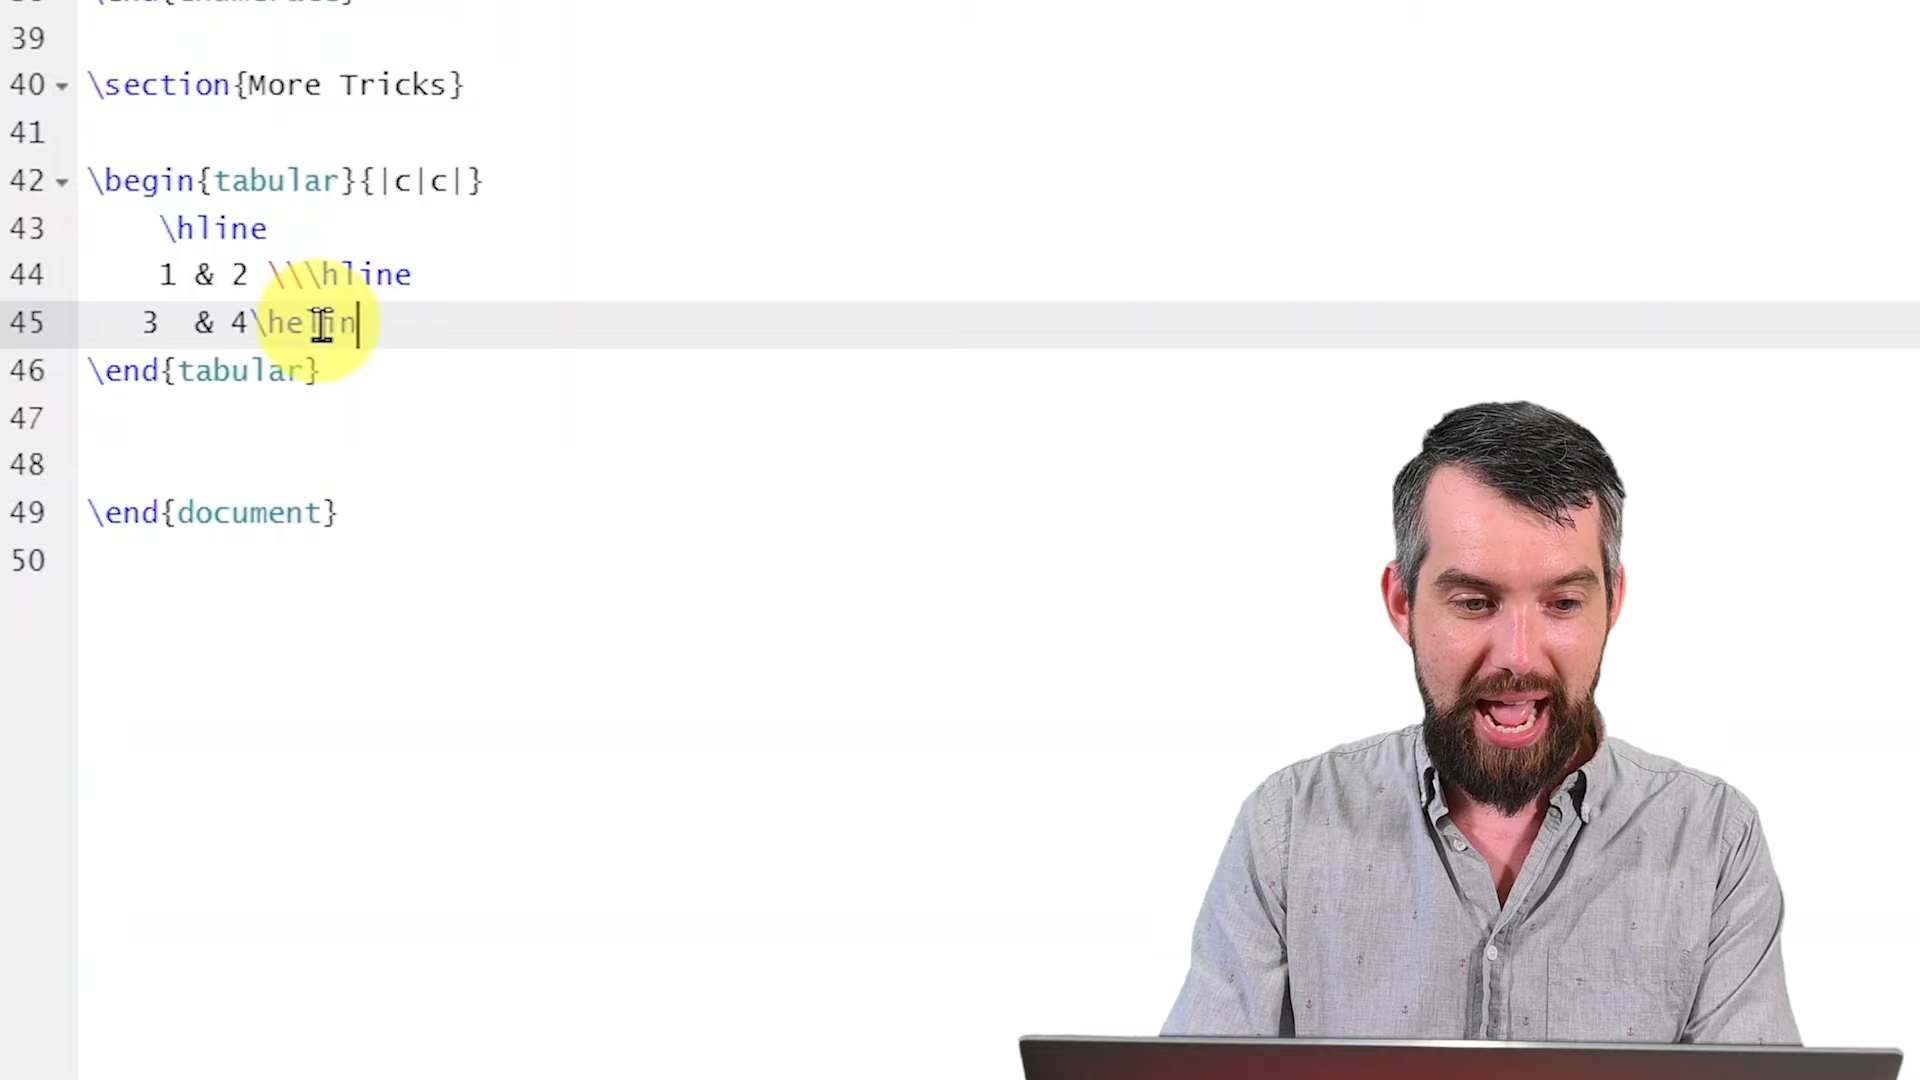 39
40 \section{More Tricks}
41
42 \begin{tabular}{|c|c|}
43 \hline
44 1 & 2 \\\hline
45 3 & 4\helin
46 \end{tabular}
47
48
49 \end{document}
50